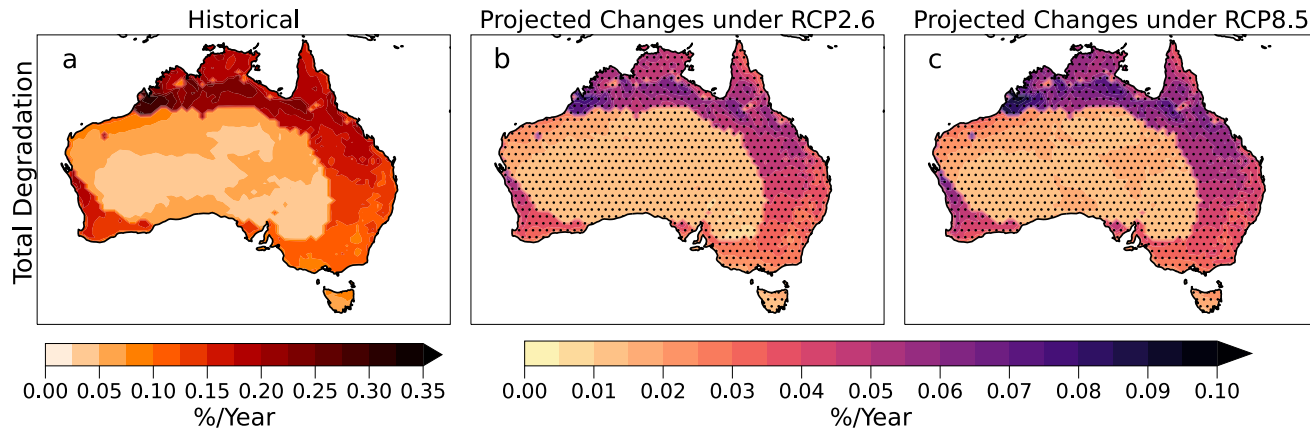 Historical
Projected Changes under RCP2.6
Projected Changes under RCP8.5
Total Degradation
a
b
c
0.00 0.05 0.10 0.15 0.20 0.25 0.30 0.35
%/Year
0.00 0.01 0.02 0.03 0.04 0.05 0.06 0.07 0.08 0.09 0.10
%/Year